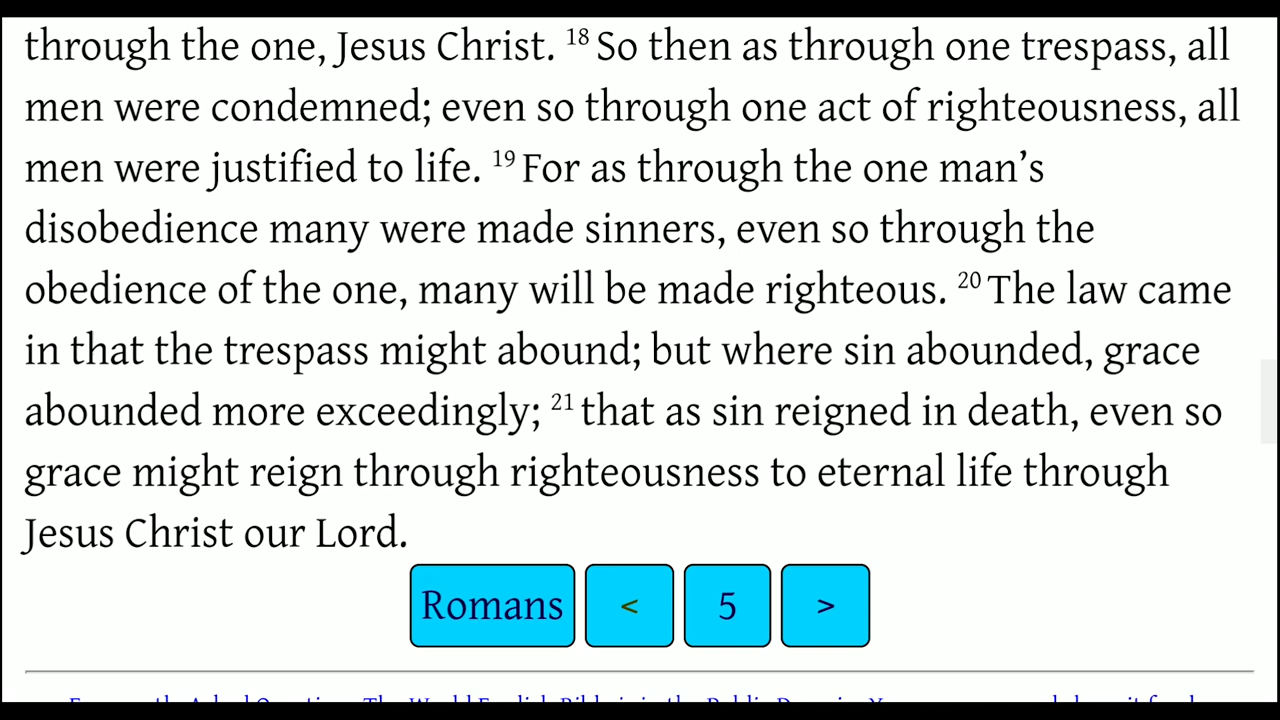 through the one, Jesus Christ. 18 So then as through one trespass, all
men were condemned; even so through one act of righteousness, all
men were justified to life. 19 For as through the one man’s
disobedience many were made sinners, even so through the
obedience of the one, many will be made righteous. 20 The law came
in that the trespass might abound; but where sin abounded, grace
abounded more exceedingly; 21 that as sin reigned in death, even so
grace might reign through righteousness to eternal life through
Jesus Christ our Lord.
Romans < 5 >